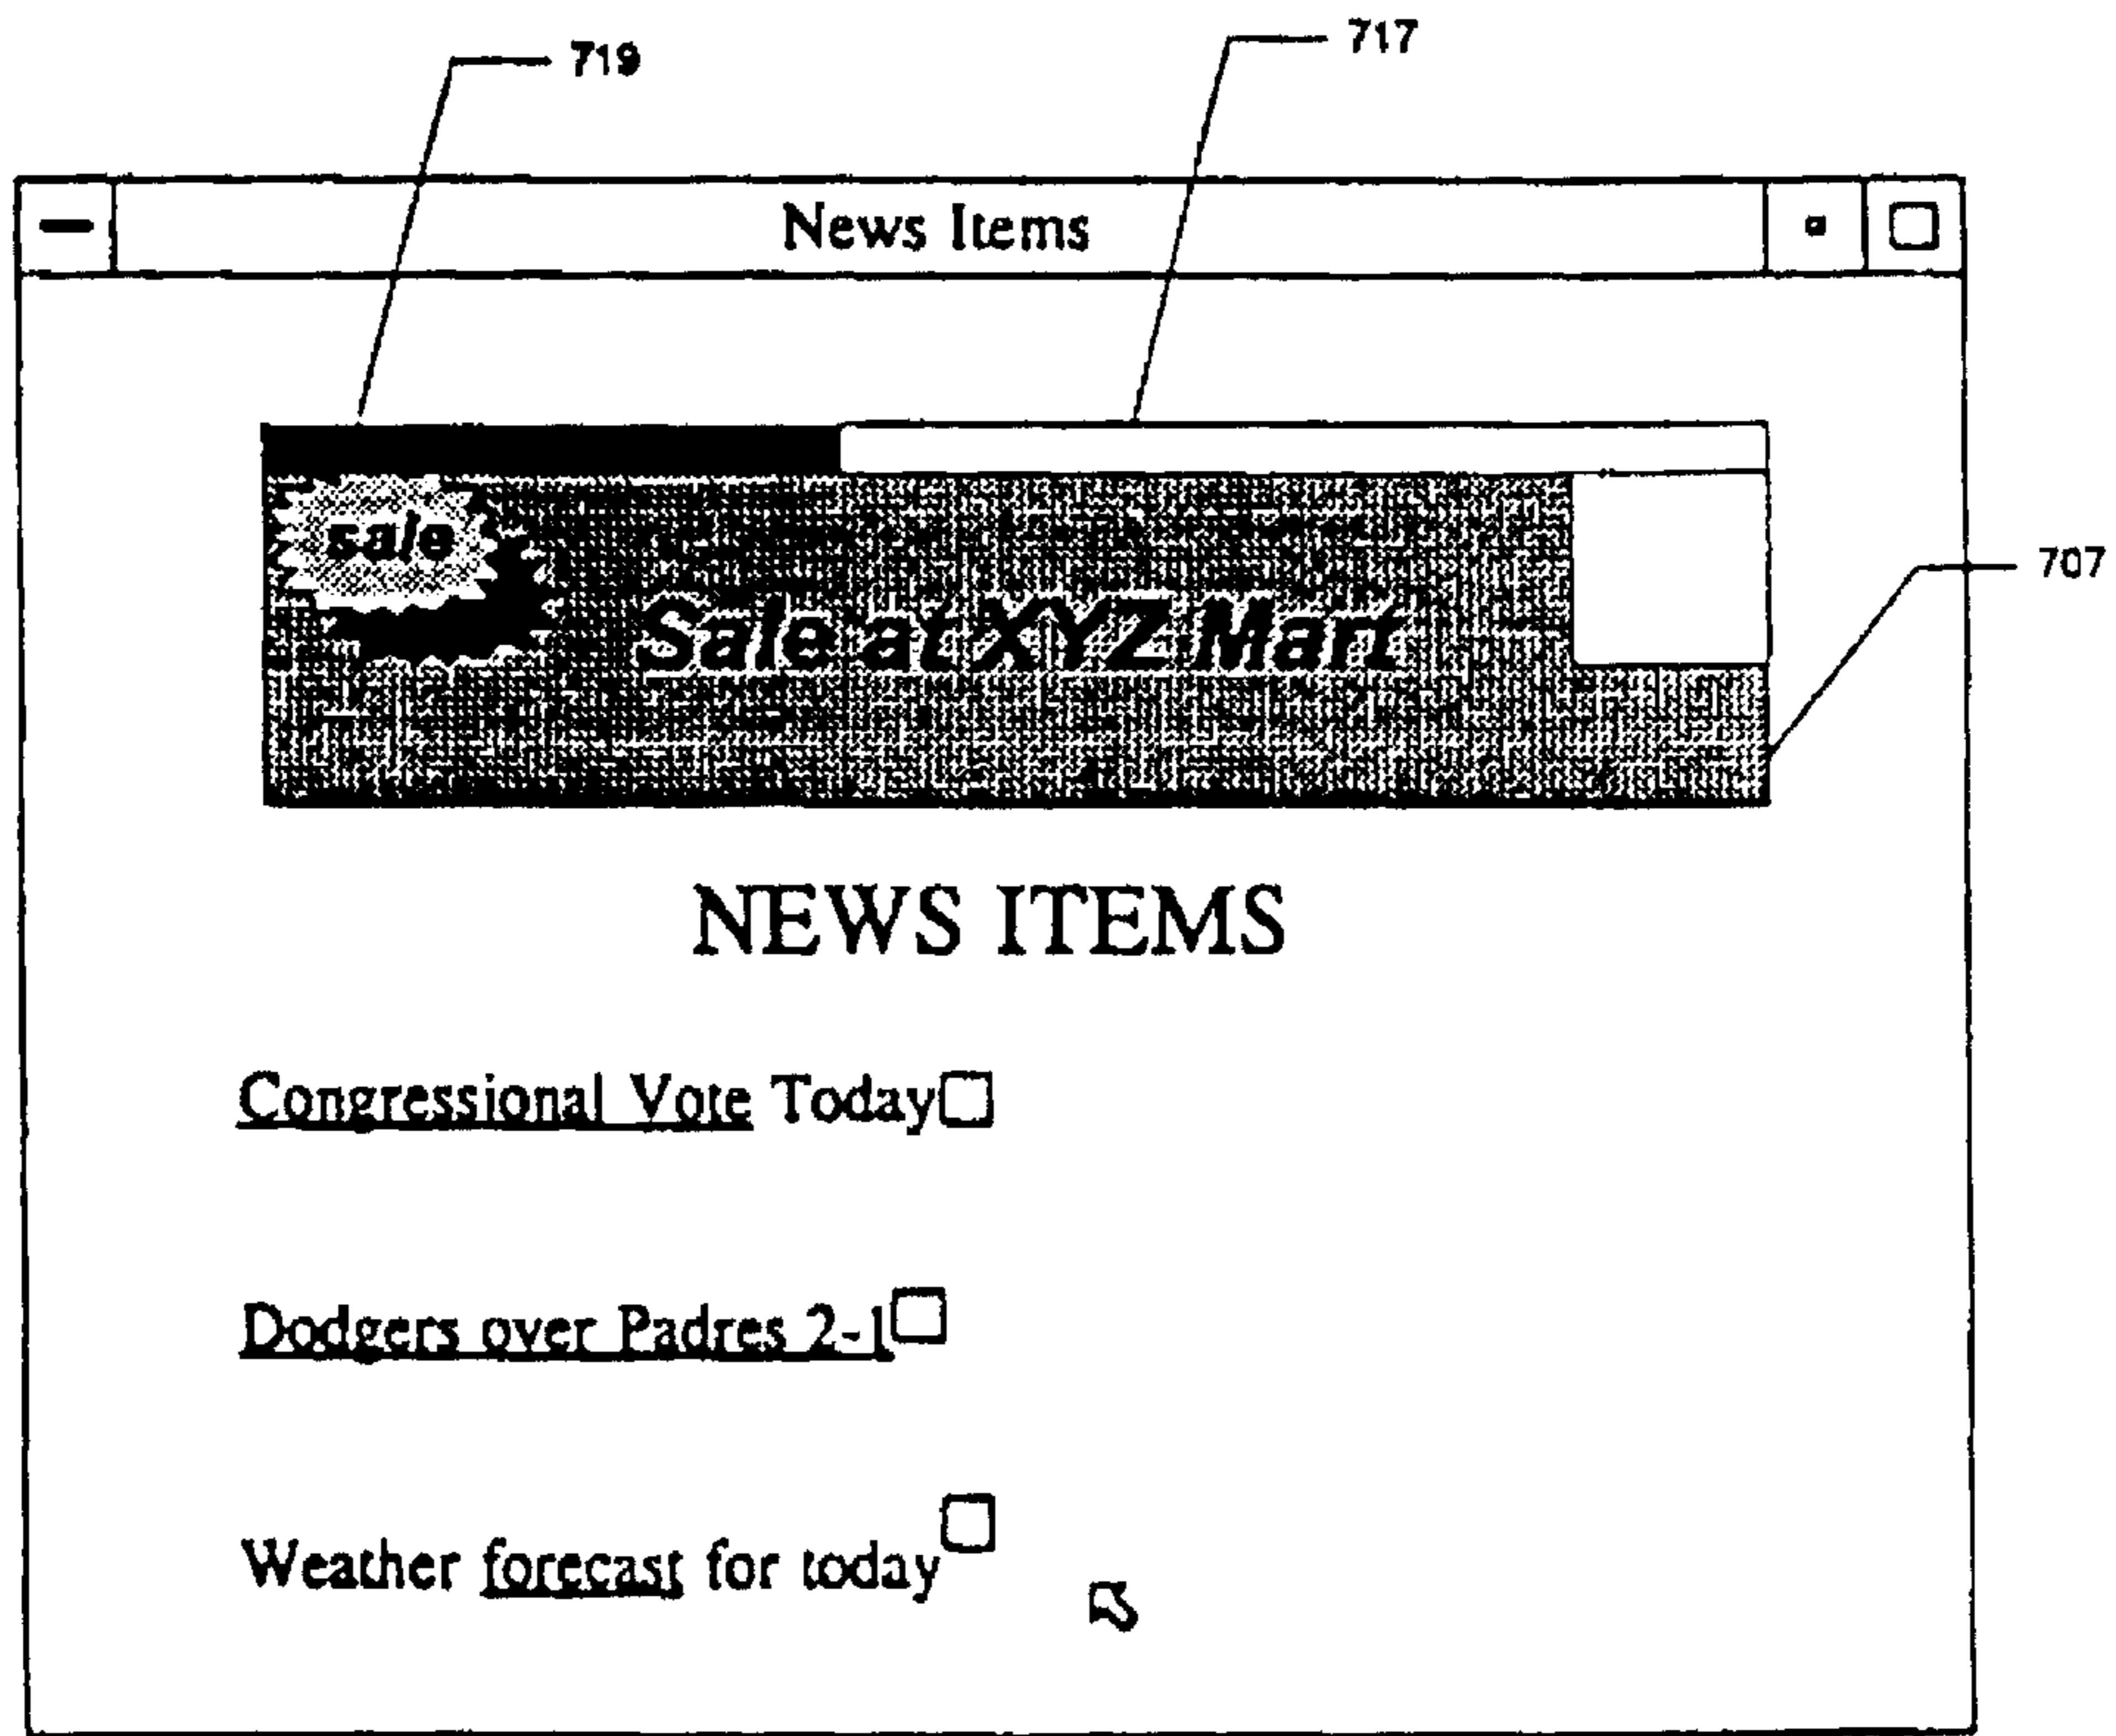 719
717
News Items
sale
707
Sale at XYZ Mart
NEWS ITEMS
Congressional Vote Today
Dodgers over Padres 2-1
Weather forecast for today